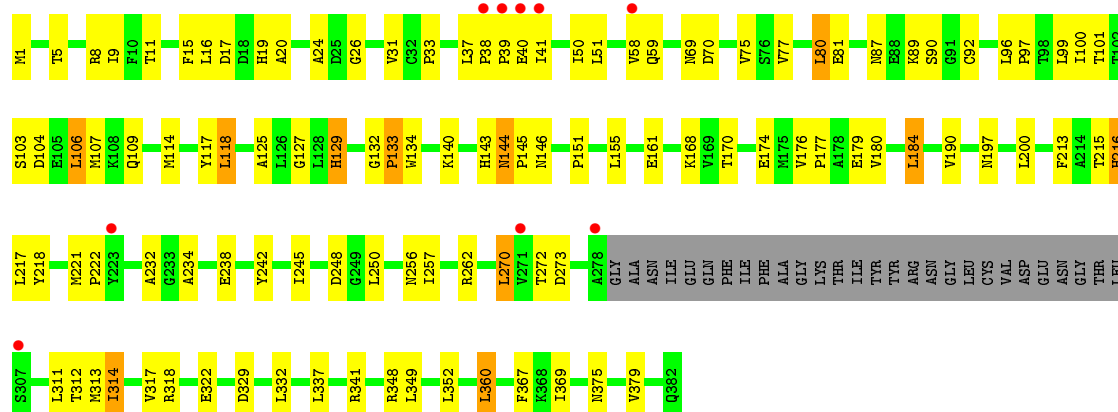 M1 T5 R8 I9 F10 T11 F15 L16 D17 D18 H19 A20 A24 D25 G26 V31 C32 P33 L37 P38 P39 E40 I41 I50 L51 V58 Q59 N69 D70 V75 S76 V77 L80 E81 N87 E88 K89 S90 G91 C92 L96 P97 T98 L99 I100 T101 T102
S103 D104 E105 L106 M107 K108 Q109 M114 Y117 L118 A125 L126 G127 L128 H129 G132 P133 W134 K140 H143 N144 P145 N146 P151 L155 E161 K168 V169 T170 E174 M175 V176 P177 A178 E179 V180 L184 V190 N197 L200 F213 A214 T215
L217 Y218 M221 P222 Y223 A232 G233 A234 E238 Y242 I245 D248 G249 L250 N256 I257 R262 L270 V271 T272 D273 A278 GLY ALA ASN ILE GLU GLN PHE ILE PHE ALA GLY LYS THR ILE TYR TYR ARG ASN GLY LEU CYS VAL ASP GLU ASN GLY THR LEU
S307 L311 T312 M313 I314 V317 R318 E322 D329 L332 L337 R341 R348 L349 L352 L360 F367 K368 I369 N375 V379 Q382